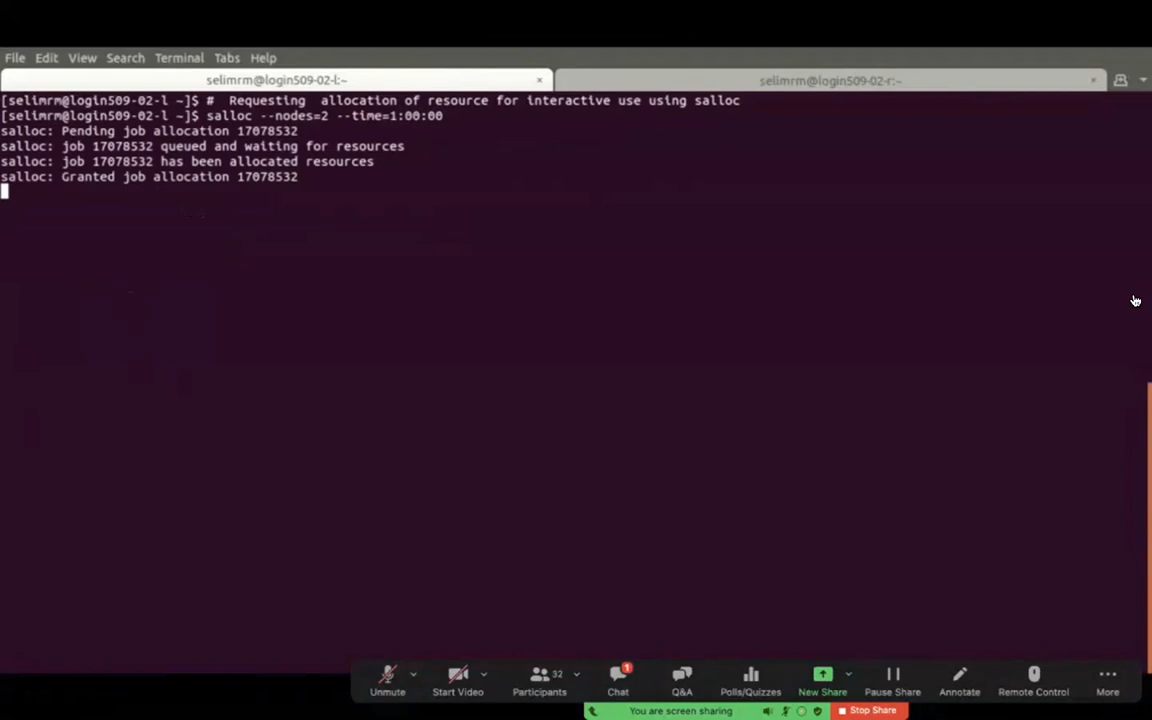 File Edit View Search Terminal Tabs Help
selimrm@login509-02-l:~ × selimrm@login509-02-r:~ ×
[selimrm@login509-02-l ~]$ #  Requesting  allocation of resource for interactive use using salloc
[selimrm@login509-02-l ~]$ salloc --nodes=2 --time=1:00:00
salloc: Pending job allocation 17078532
salloc: job 17078532 queued and waiting for resources
salloc: job 17078532 has been allocated resources
salloc: Granted job allocation 17078532
32 1
Unmute Start Video Participants Chat Q&A Polls/Quizzes New Share Pause Share Annotate Remote Control More
You are screen sharing Stop Share